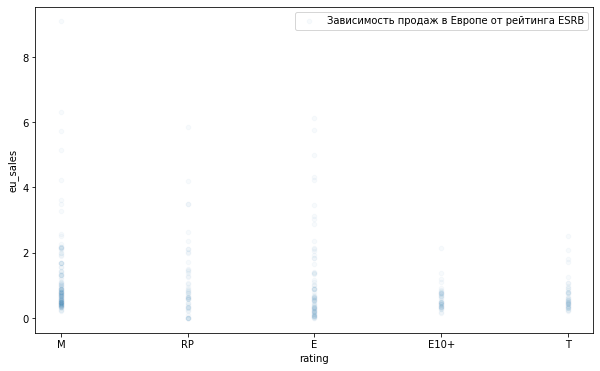 Зависимость продаж в Европе от рейтинга ESRB
8
6
4
2
0
eu_sales
M RP E E10+ T
rating